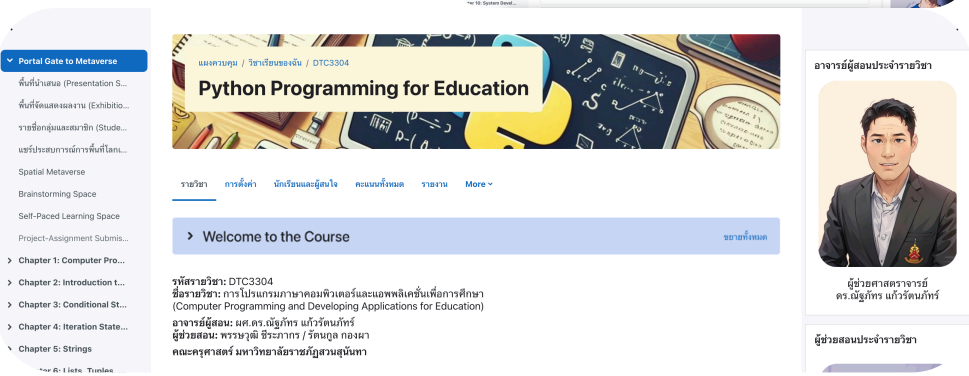 ter 10: System Devel...
Portal Gate to Metaverse
พื้นที่นำเสนอ (Presentation S...
พื้นที่จัดแสดงผลงาน (Exhibitio...
รายชื่อกลุ่มและสมาชิก (Stude...
แชร์ประสบการณ์การพื้นที่โลกเ...
Spatial Metaverse
Brainstorming Space
Self-Paced Learning Space
Project-Assignment Submis...
Chapter 1: Computer Pro...
Chapter 2: Introduction t...
Chapter 3: Conditional St...
Chapter 4: Iteration State...
Chapter 5: Strings
ter 6: Lists, Tuples
แผงควบคุม / วิชาเรียนของฉัน / DTC3304
Python Programming for Education
รายวิชา การตั้งค่า นักเรียนและผู้สนใจ คะแนนทั้งหมด รายงาน More
Welcome to the Course
ขยายทั้งหมด
รหัสรายวิชา: DTC3304
ชื่อรายวิชา: การโปรแกรมภาษาคอมพิวเตอร์และแอพพลิเคชั่นเพื่อการศึกษา
(Computer Programming and Developing Applications for Education)
อาจารย์ผู้สอน: ผศ.ดร.ณัฐภัทร แก้วรัตนภัทร์
ผู้ช่วยสอน: พรรษวุฒิ ชีระภากร / รัตนกูล กองผา
คณะครุศาสตร์ มหาวิทยาลัยราชภัฏสวนสุนันทา
อาจารย์ผู้สอนประจำรายวิชา
ผู้ช่วยศาสตราจารย์
ดร.ณัฐภัทร แก้วรัตนภัทร์
ผู้ช่วยสอนประจำรายวิชา